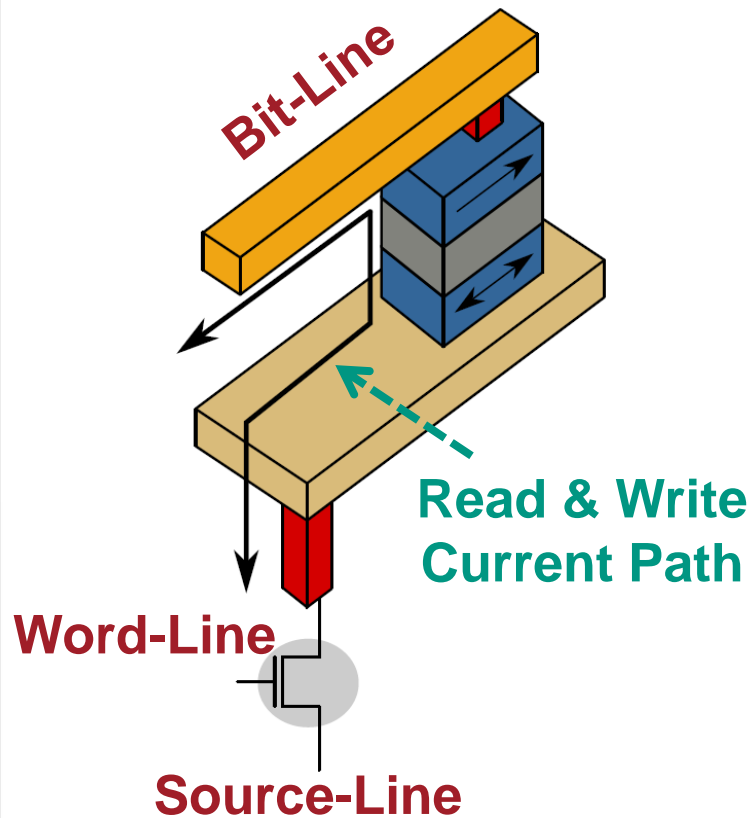 Bit-Line
Read & Write
Current Path
Word-Line
Source-Line